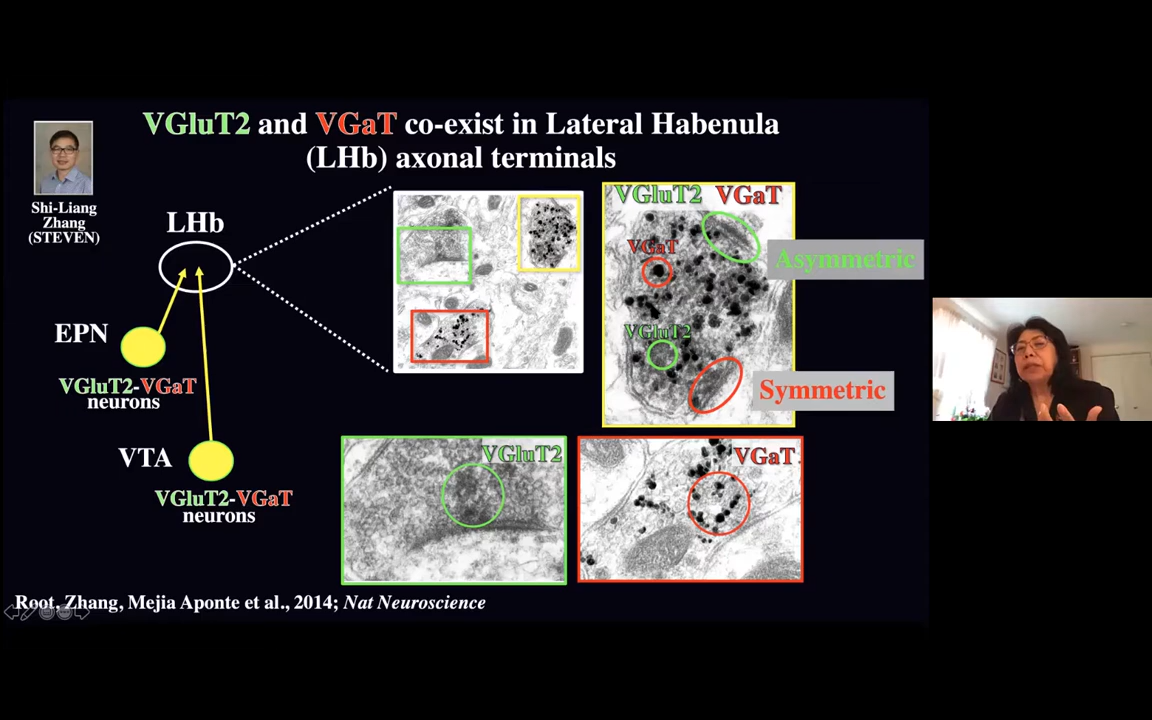 VGluT2 and VGaT co-exist in Lateral Habenula
(LHb) axonal terminals
Shi-Liang
Zhang
(STEVEN)
LHb
EPN
VGluT2-VGaT
neurons
VTA
VGluT2-VGaT
neurons
VGluT2 VGaT
VGaT
Asymmetric
VGluT2
Symmetric
VGluT2
VGaT
Root, Zhang, Mejia Aponte et al., 2014; Nat Neuroscience